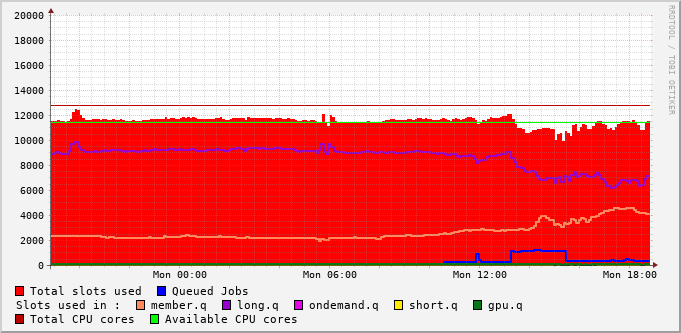 20000
18000
16000
14000
12000
10000
8000
6000
4000
2000
0
Mon 00:00 Mon 06:00 Mon 12:00 Mon 18:00
RRDTOOL / TOBI OETIKER
Total slots used Queued Jobs
Slots used in : member.q long.q ondemand.q short.q gpu.q
Total CPU cores Available CPU cores